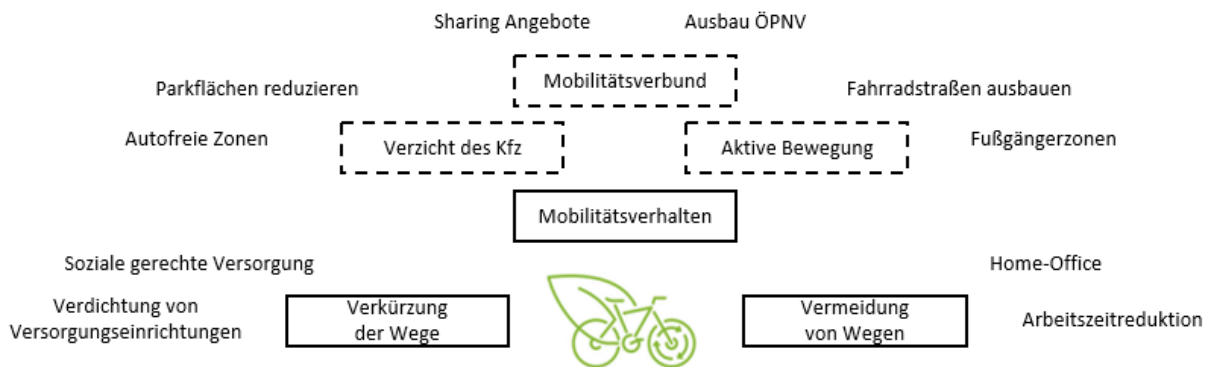 Sharing Angebote
Ausbau ÖPNV
Mobilitätsverbund
Parkflächen reduzieren
Fahrradstraßen ausbauen
Autofreie Zonen
Verzicht des Kfz
Aktive Bewegung
Fußgängerzonen
Mobilitätsverhalten
Soziale gerechte Versorgung
Home-Office
Verdichtung von
Versorgungseinrichtungen
Verkürzung
der Wege
Vermeidung
von Wegen
Arbeitszeitreduktion